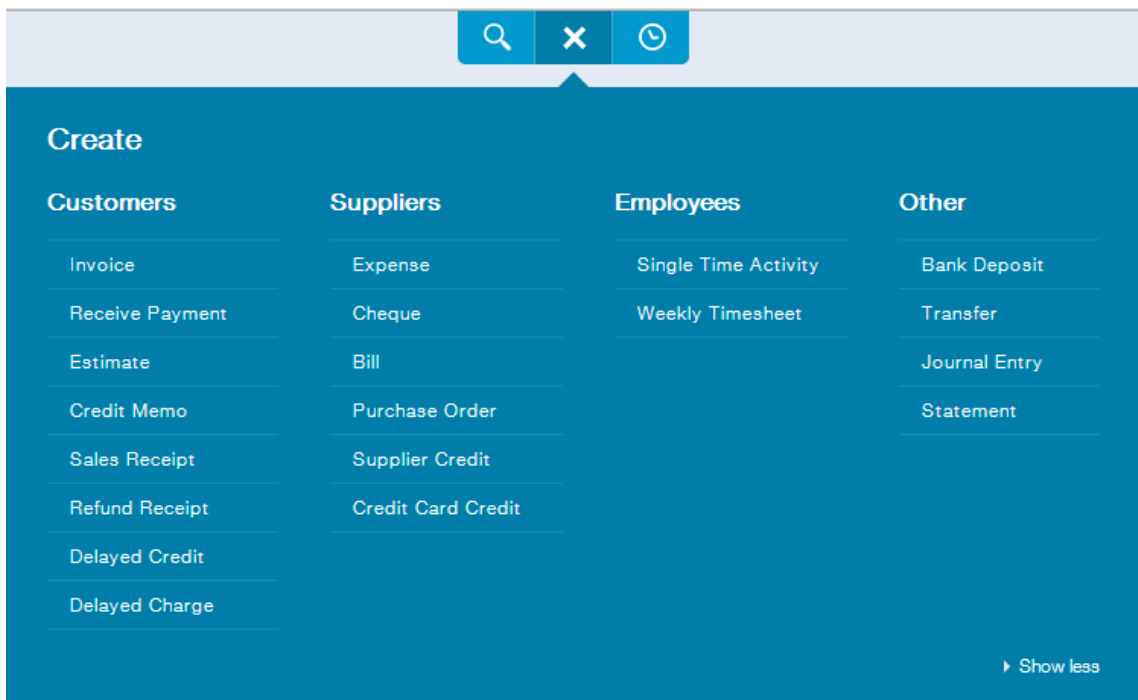 Create
Customers
Invoice
Receive Payment
Estimate
Credit Memo
Sales Receipt
Refund Receipt
Delayed Credit
Delayed Charge
Suppliers
Expense
Cheque
Bill
Purchase Order
Supplier Credit
Credit Card Credit
Employees
Single Time Activity
Weekly Timesheet
Other
Bank Deposit
Transfer
Journal Entry
Statement
Show less